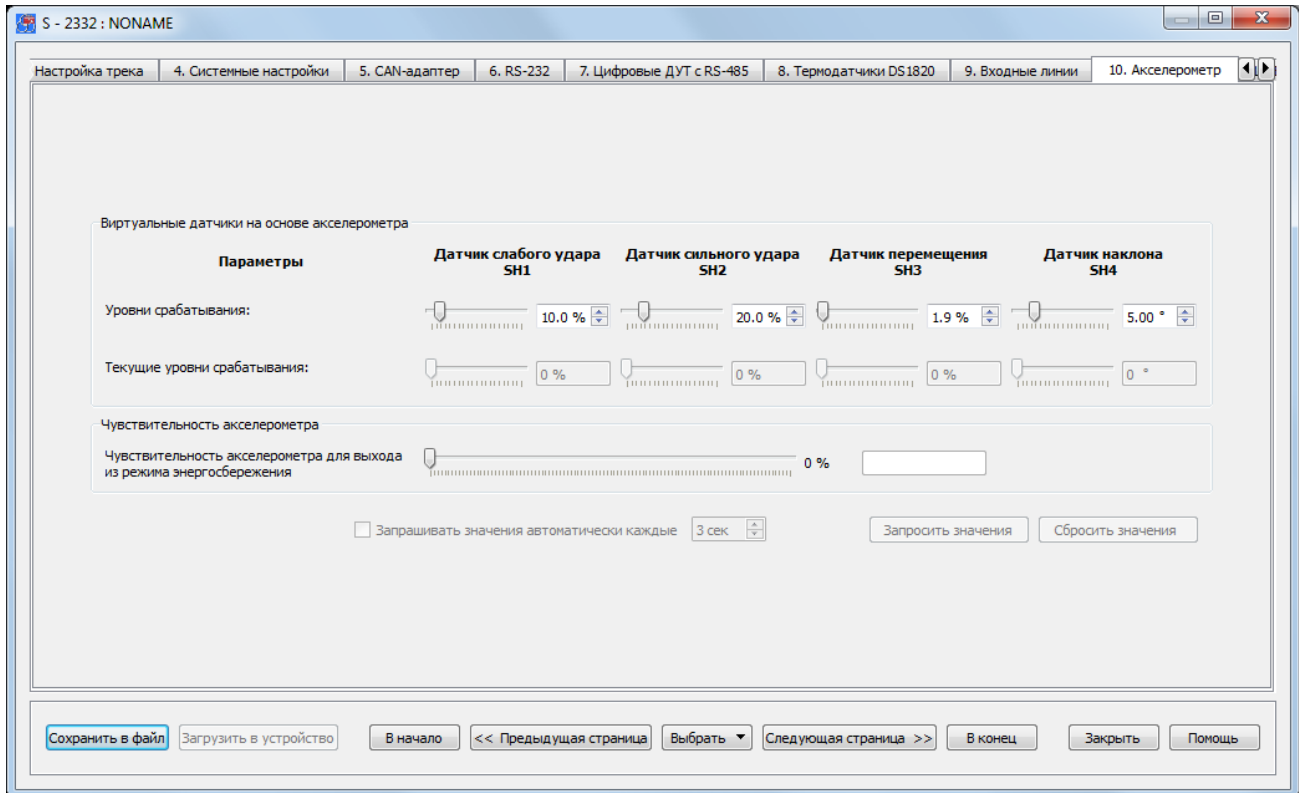 S - 2332 : NONAME
Настройка трека 4. Системные настройки 5. CAN-адаптер 6. RS-232 7. Цифровые ДУТ с RS-485 8. Термодатчики DS1820 9. Входные линии 10. Акселерометр
Виртуальные датчики на основе акселерометра
Параметры Датчик слабого удара Датчик сильного удара Датчик перемещения Датчик наклона
SH1 SH2 SH3 SH4
Уровни срабатывания: 10.0 % 20.0 % 1.9 % 5.00 °
Текущие уровни срабатывания: 0 % 0 % 0 % 0 °
Чувствительность акселерометра
Чувствительность акселерометра для выхода
из режима энергосбережения 0 %
Запрашивать значения автоматически каждые 3 сек Запросить значения Сбросить значения
Сохранить в файл Загрузить в устройство В начало << Предыдущая страница Выбрать Следующая страница >> В конец Закрыть Помощь